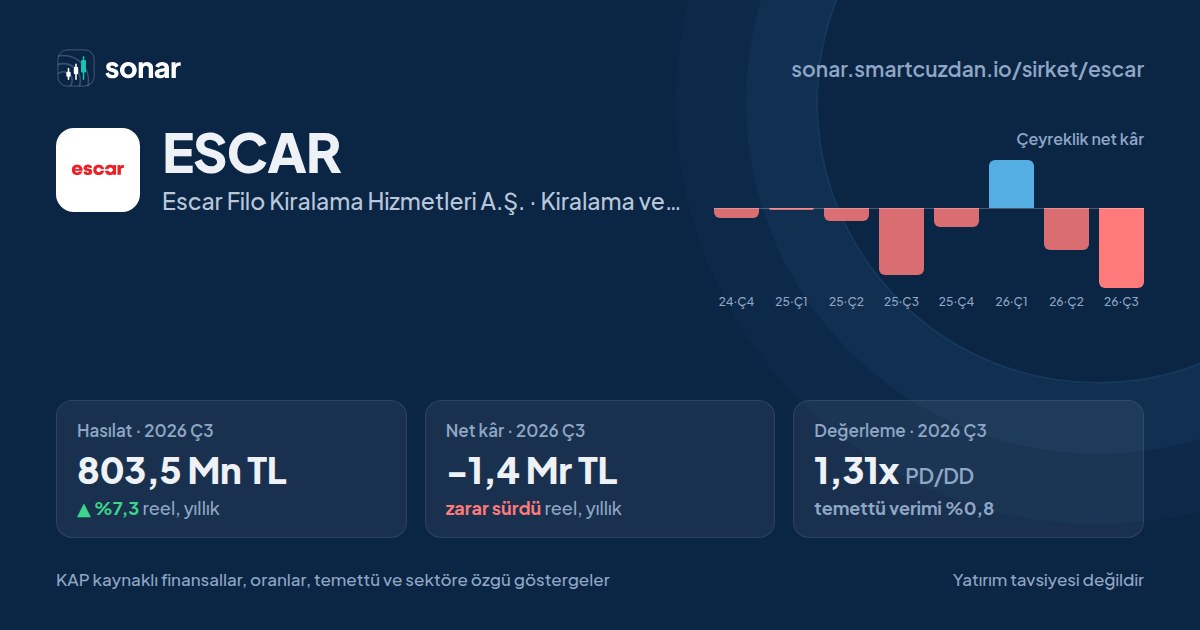 sonar
sonar.smartcuzdan.io/sirket/escar
escar
ESCAR
Escar Filo Kiralama Hizmetleri A.Ş. · Kiralama ve…
Çeyreklik net kâr
24-Ç4 25-Ç1 25-Ç2 25-Ç3 25-Ç4 26-Ç1 26-Ç2 26-Ç3
Hasılat · 2026 Ç3
803,5 Mn TL
▲ %7,3 reel, yıllık
Net kâr · 2026 Ç3
−1,4 Mr TL
zarar sürdü reel, yıllık
Değerleme · 2026 Ç3
1,31x PD/DD
temettü verimi %0,8
KAP kaynaklı finansallar, oranlar, temettü ve sektöre özgü göstergeler
Yatırım tavsiyesi değildir